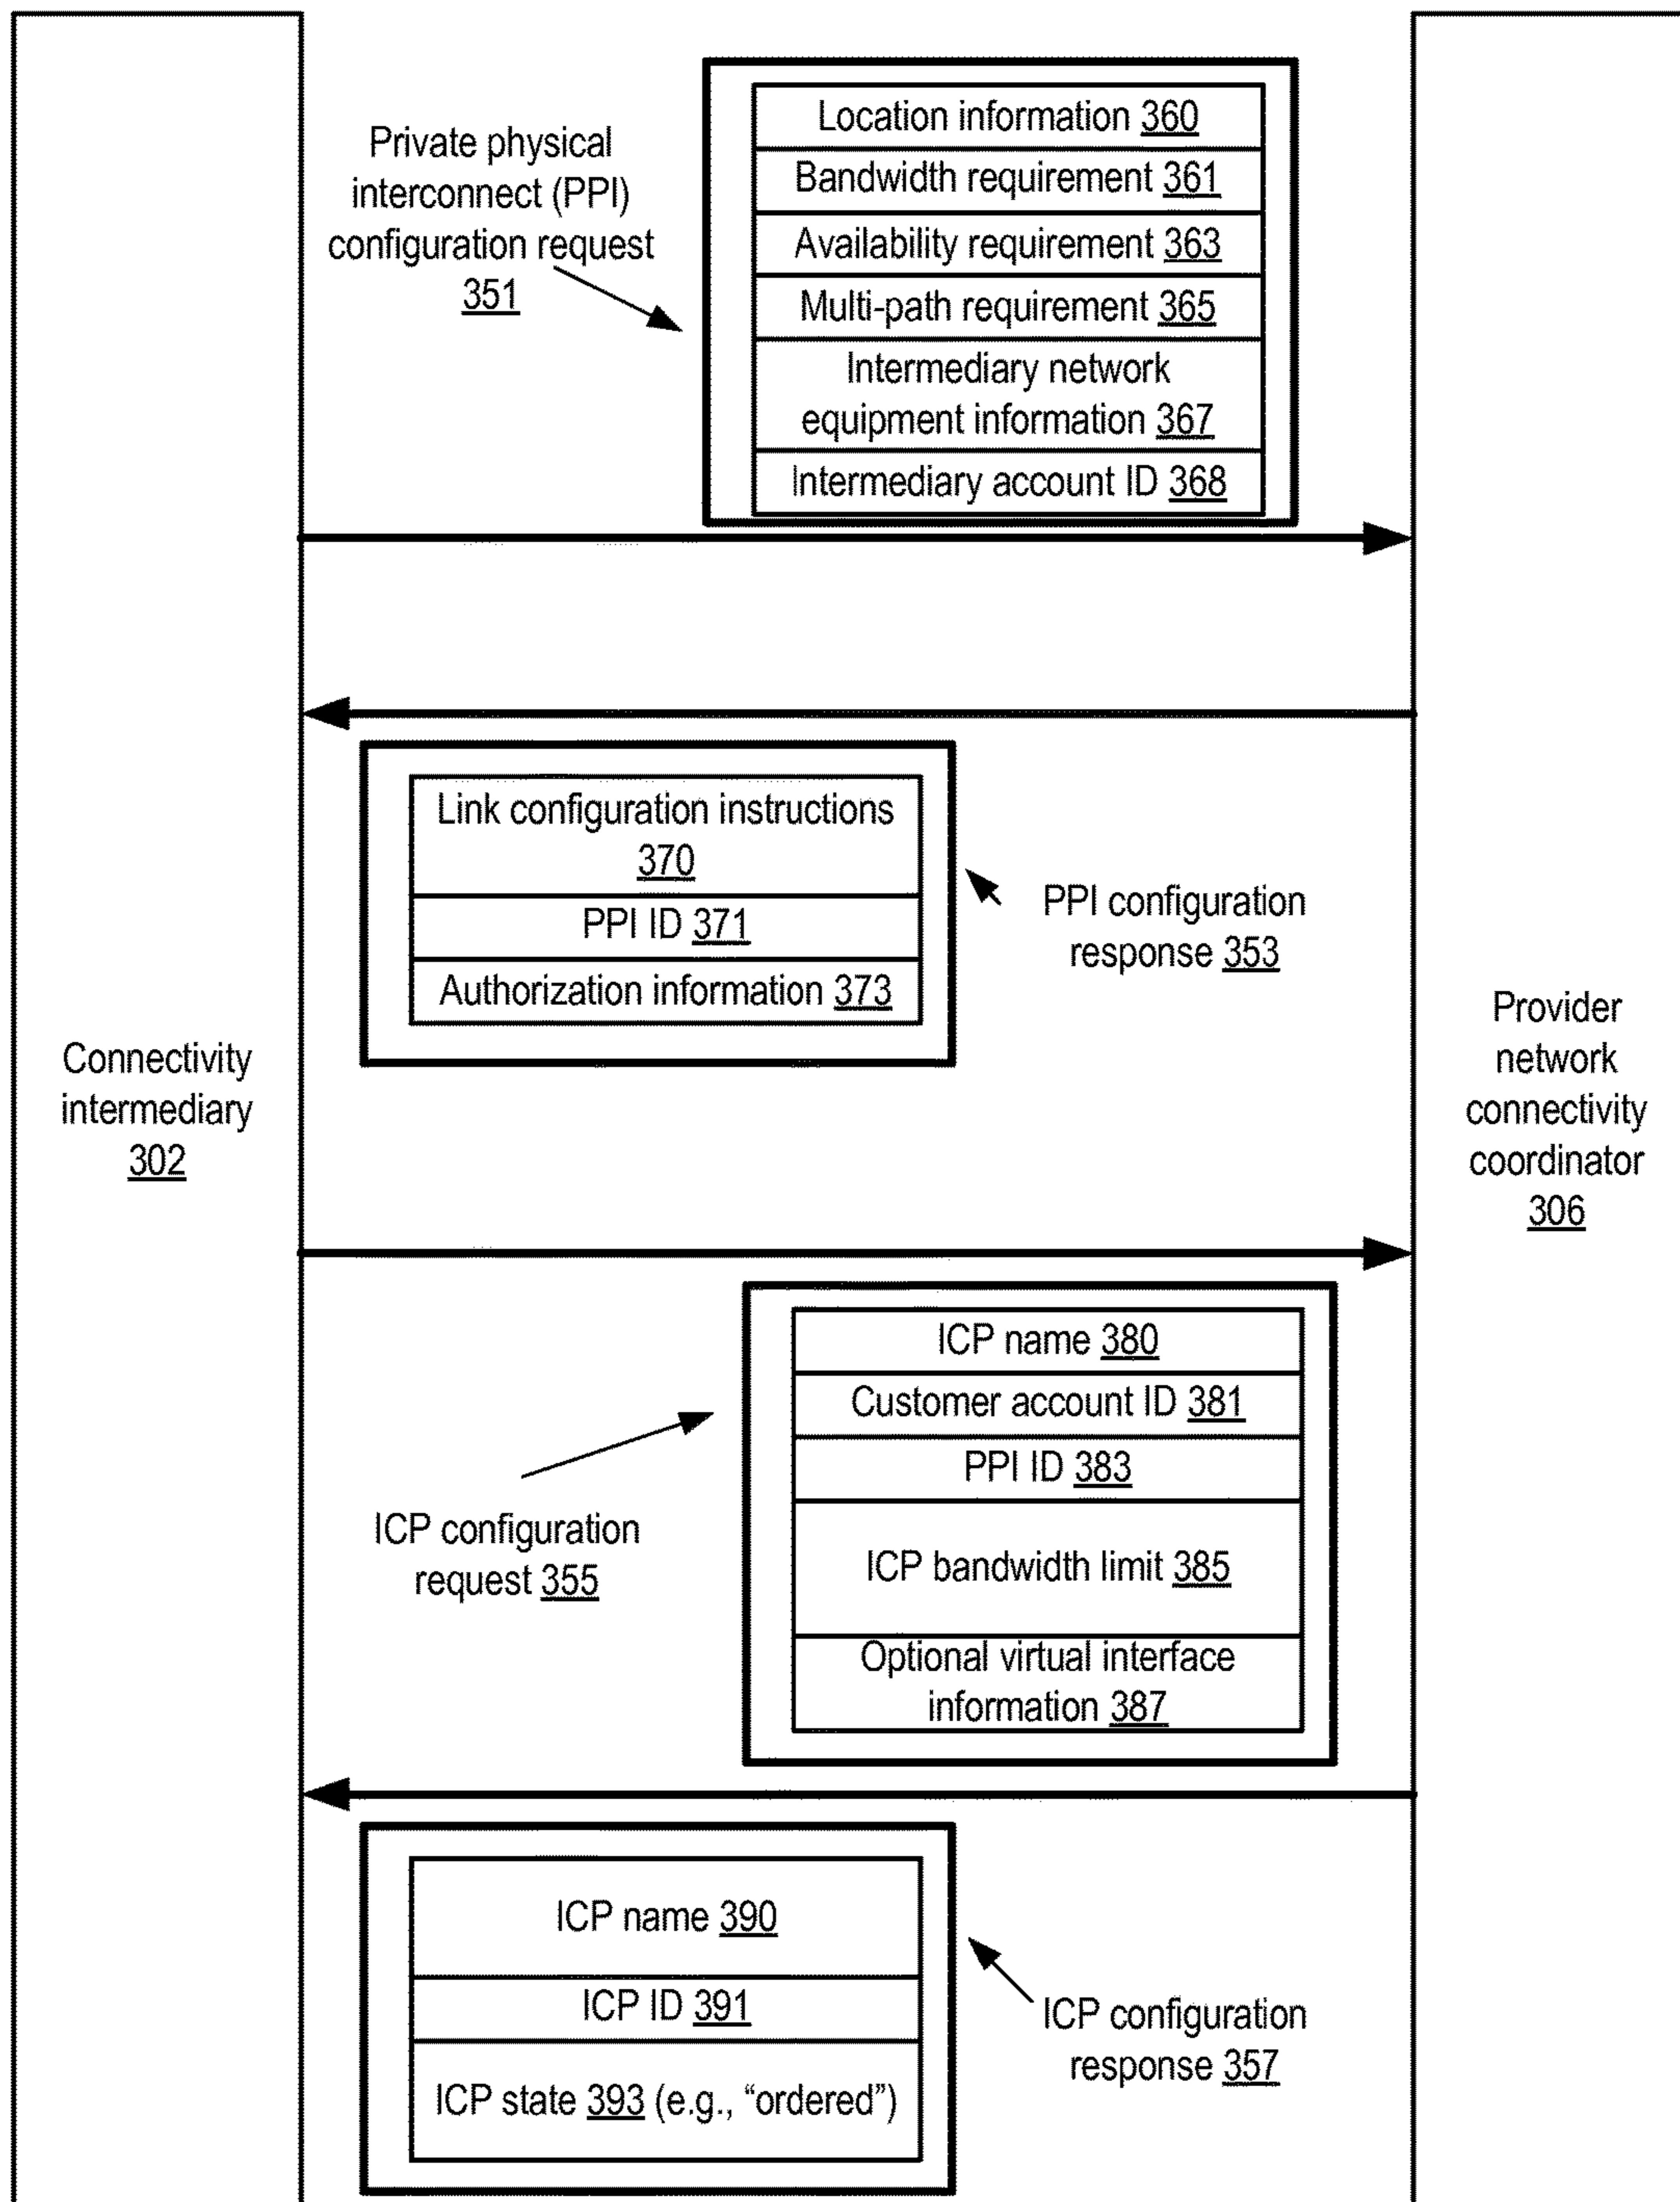 Private physical
interconnect (PPI)
configuration request
351
Location information 360
Bandwidth requirement 361
Availability requirement 363
Multi-path requirement 365
Intermediary network
equipment information 367
Intermediary account ID 368
Link configuration instructions
370
PPI ID 371
Authorization information 373
PPI configuration
response 353
Connectivity
intermediary
302
Provider
network
connectivity
coordinator
306
ICP name 380
Customer account ID 381
PPI ID 383
ICP bandwidth limit 385
Optional virtual interface
information 387
ICP configuration
request 355
ICP name 390
ICP ID 391
ICP state 393 (e.g., “ordered”)
ICP configuration
response 357